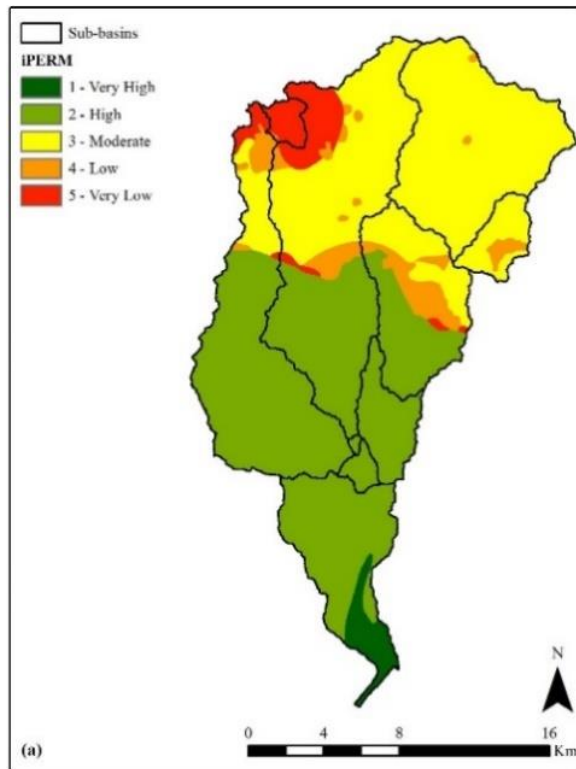 Sub-basins
iPERM
1 - Very High
2 - High
3 - Moderate
4 - Low
5 - Very Low
N
0 4 8 16
Km
(a)